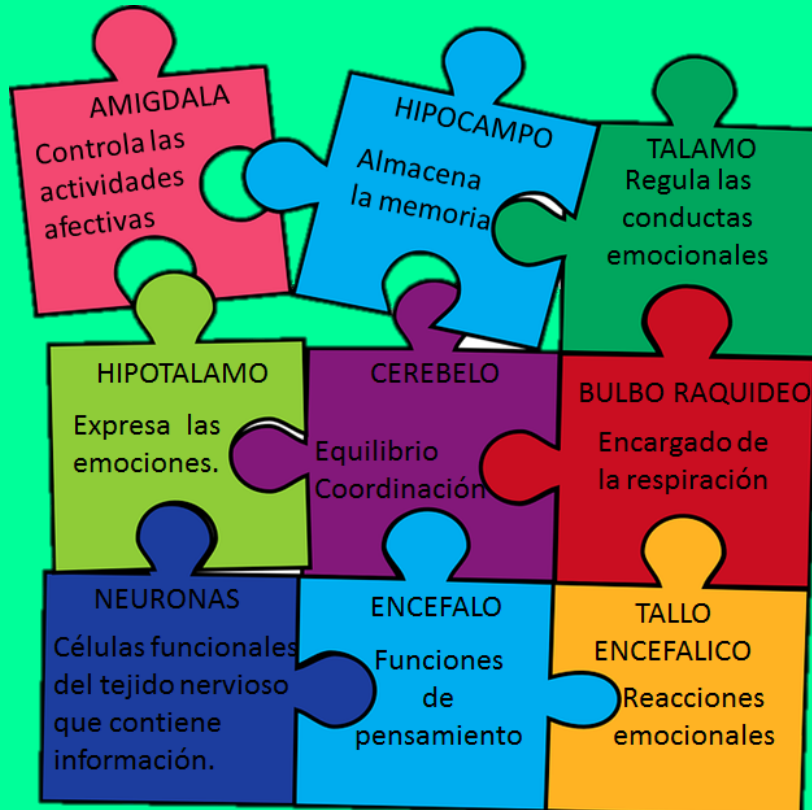 AMIGDALA
Controla las
actividades
afectivas
HIPOCAMPO
Almacena
la memoria
TALAMO
Regula las
conductas
emocionales
HIPOTALAMO
Expresa las
emociones.
CEREBELO
Equilibrio
Coordinación
BULBO RAQUIDEO
Encargado de
la respiración
NEURONAS
Células funcionales
del tejido nervioso
que contiene
información.
ENCEFALO
Funciones
de
pensamiento
TALLO
ENCEFALICO
Reacciones
emocionales